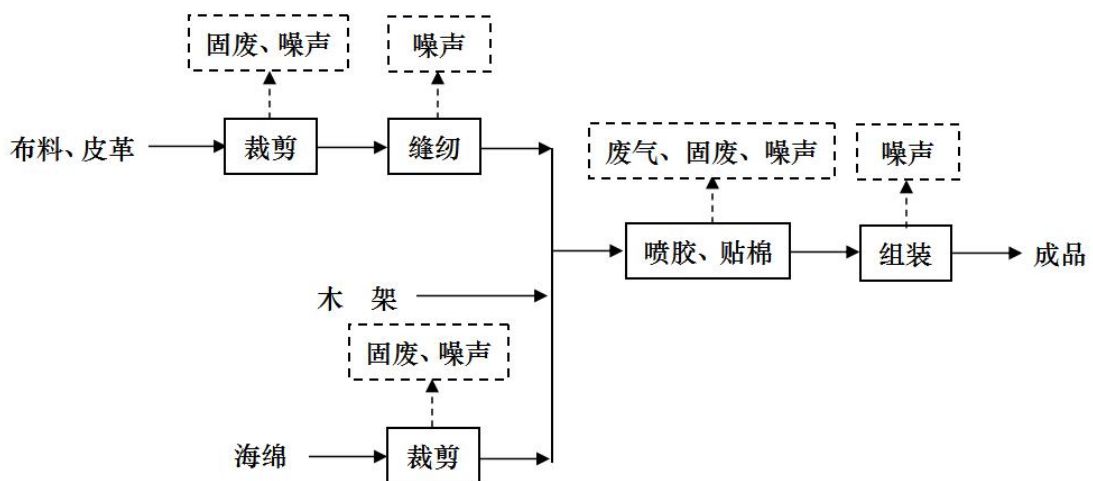 固废、噪声
噪声
布料、皮革
裁剪
缝纫
废气、固废、噪声
噪声
喷胶、贴棉
组装
成品
木 架
固废、噪声
海绵
裁剪